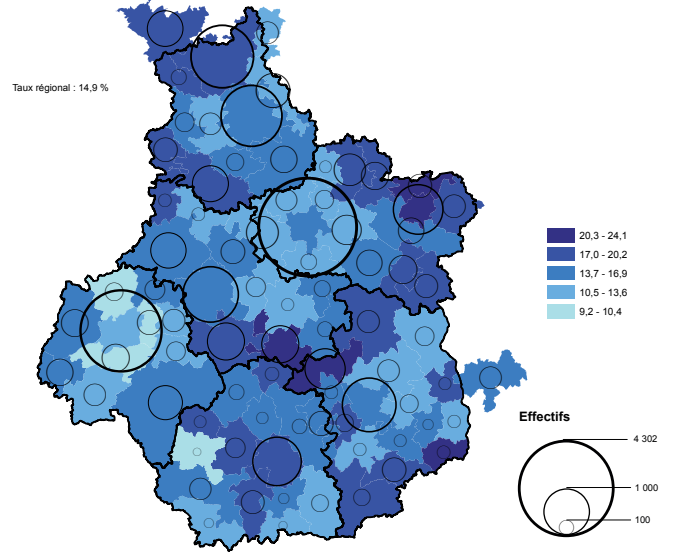 Taux régional : 14,9 %
20,3 - 24,1
17,0 - 20,2
13,7 - 16,9
10,5 - 13,6
9,2 - 10,4
Effectifs
4 302
1 000
100